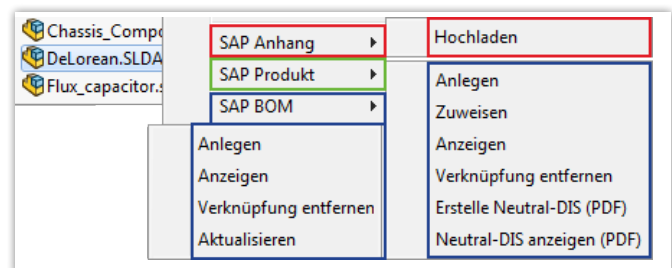 Chassis_Compo
DeLorean.SLDA
Flux_capacitor.s
SAP Anhang
SAP Produkt
SAP BOM
Hochladen
Anlegen
Zuweisen
Anzeigen
Verknüpfung entfernen
Erstelle Neutral-DIS (PDF)
Neutral-DIS anzeigen (PDF)
Anlegen
Anzeigen
Verknüpfung entfernen
Aktualisieren